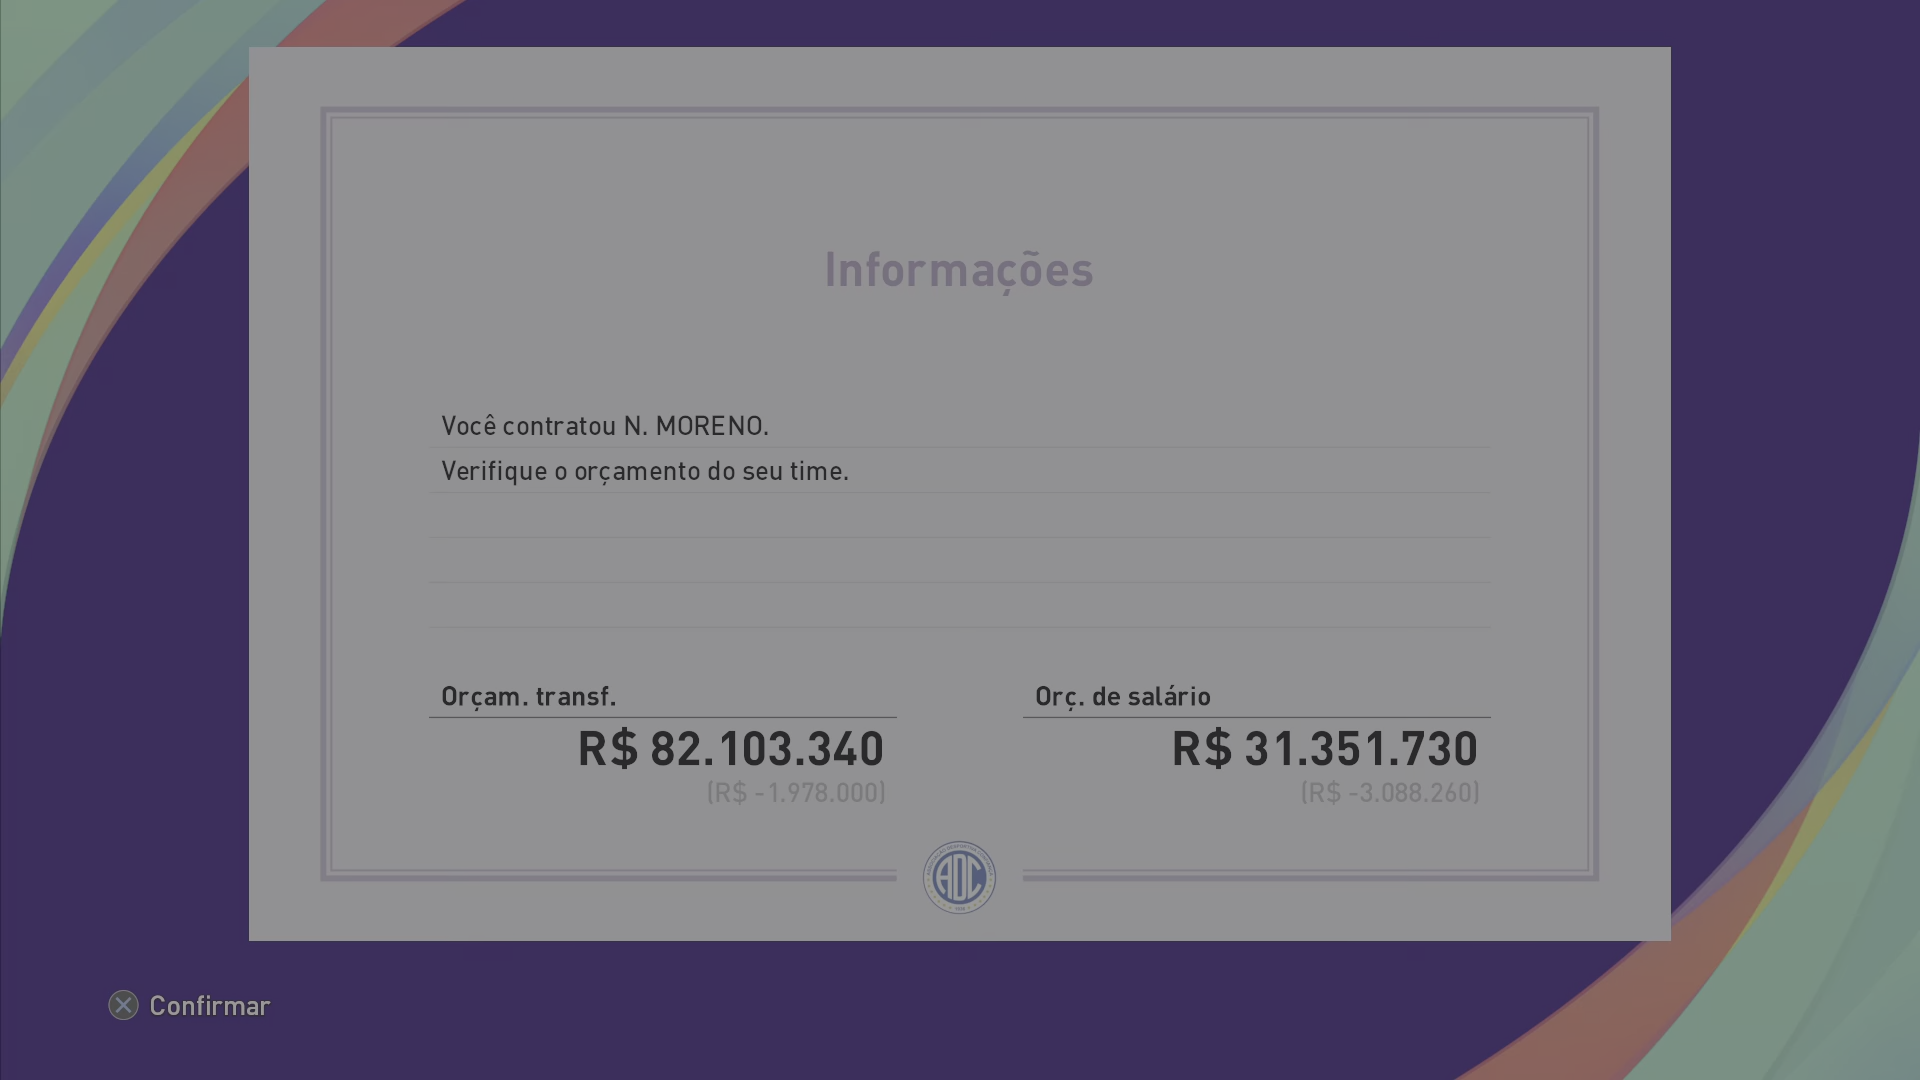 Informações
Você contratou N. MORENO.
Verifique o orçamento do seu time.
Orçam. transf.
R$ 82.103.340
(R$ -1.978.000)
Orç. de salário
R$ 31.351.730
(R$ -3.088.260)
ADC
Confirmar